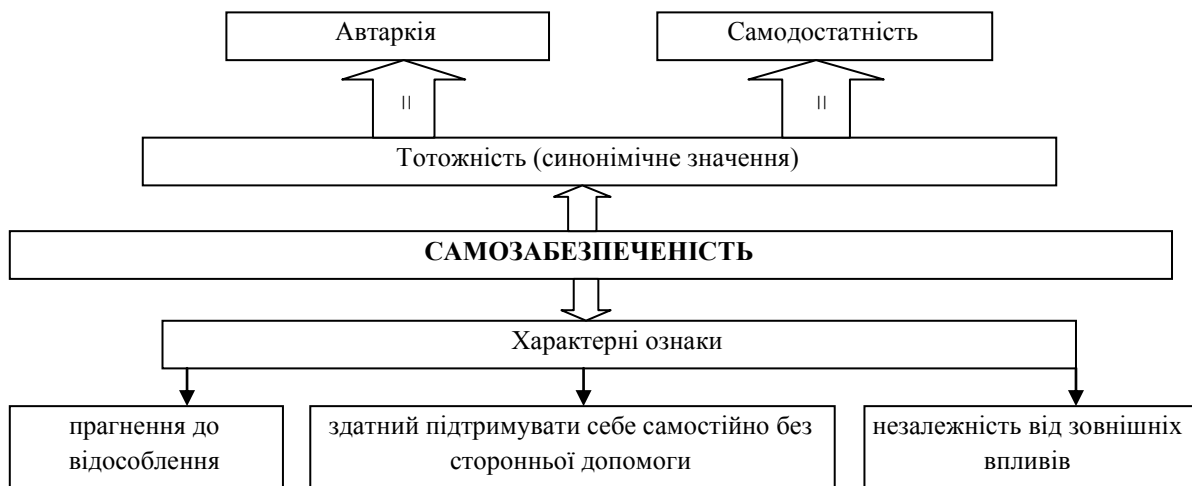 Автаркія
Самодостатність
=
=
Тотожність (синонімічне значення)
САМОЗАБЕЗПЕЧЕНІСТЬ
Характерні ознаки
прагнення до
відособлення
здатний підтримувати себе самостійно без
сторонньої допомоги
незалежність від зовнішніх
впливів